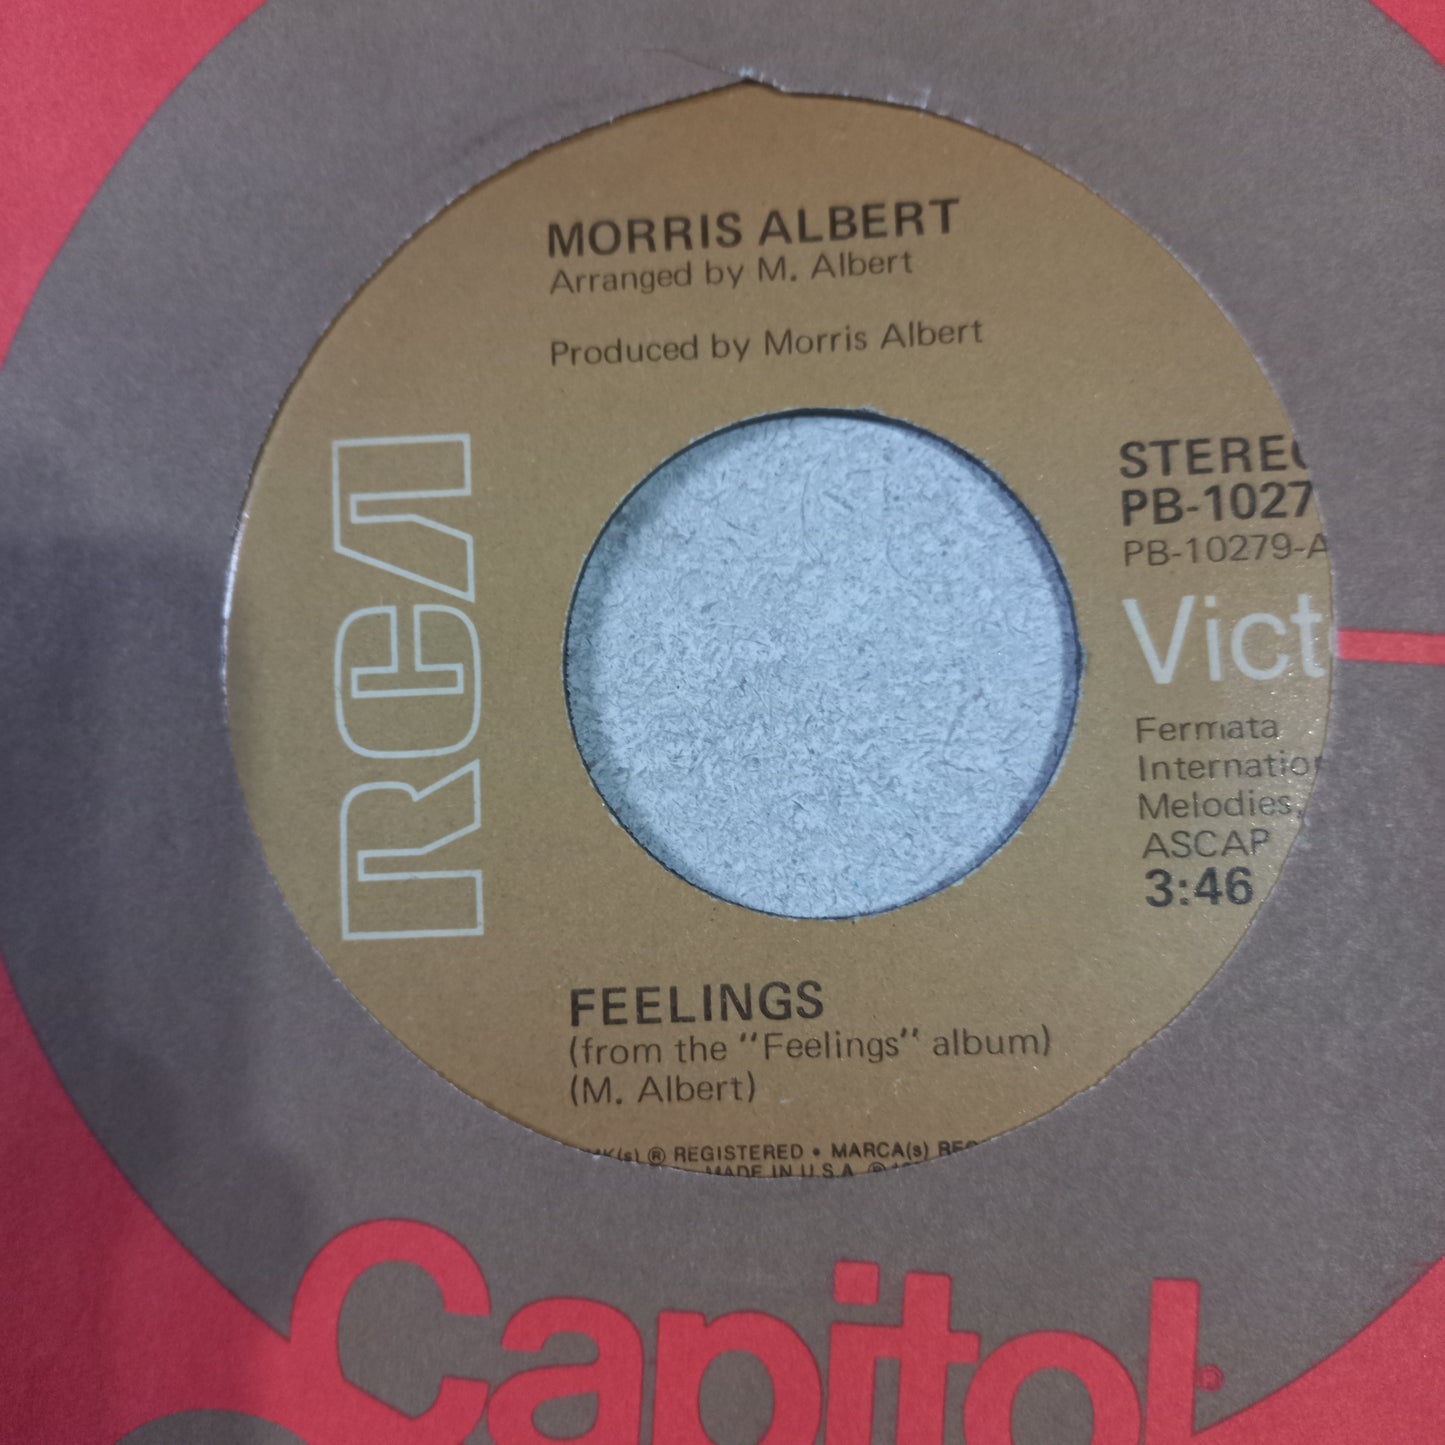 MORRIS ALBERT
Arranged by M. Albert
Produced by Morris Albert
RCA
STEREO
PB-1027
PB-10279-A
Vict
Fermata
Internation
Melodies,
ASCAP
3:46
FEELINGS
(from the "Feelings" album)
(M. Albert)
(s) ® REGISTERED • MARCA(s) REG
MADE IN U.S.A. ℗
Capitol®